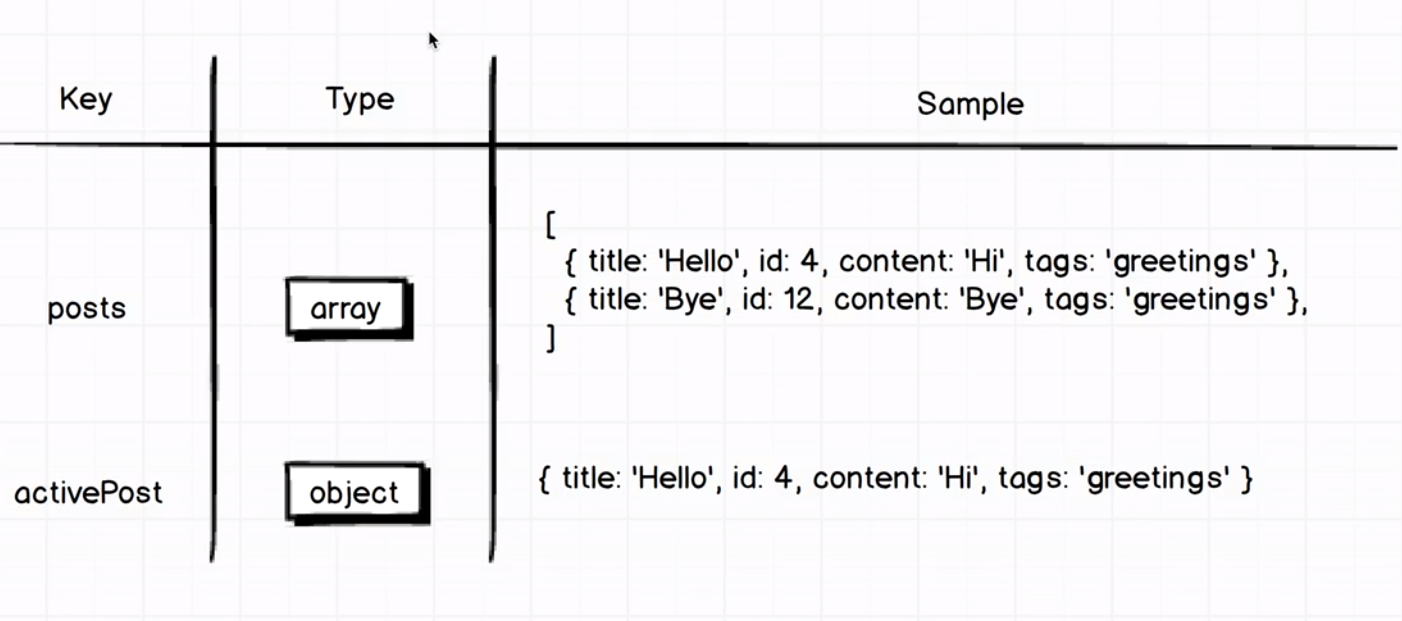 Key Type Sample
[
{ title: 'Hello', id: 4, content: 'Hi', tags: 'greetings' },
posts array { title: 'Bye', id: 12, content: 'Bye', tags: 'greetings' },
]
activePost object { title: 'Hello', id: 4, content: 'Hi', tags: 'greetings' }